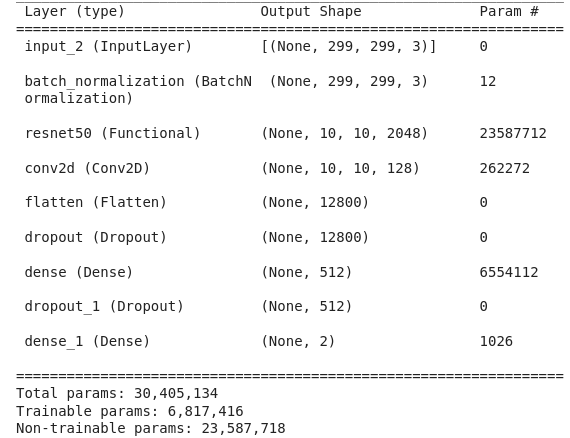 Layer (type) Output Shape Param #
=================================================================
input_2 (InputLayer) [(None, 299, 299, 3)] 0
batch_normalization (BatchN (None, 299, 299, 3) 12
ormalization)
resnet50 (Functional) (None, 10, 10, 2048) 23587712
conv2d (Conv2D) (None, 10, 10, 128) 262272
flatten (Flatten) (None, 12800) 0
dropout (Dropout) (None, 12800) 0
dense (Dense) (None, 512) 6554112
dropout_1 (Dropout) (None, 512) 0
dense_1 (Dense) (None, 2) 1026
=================================================================
Total params: 30,405,134
Trainable params: 6,817,416
Non-trainable params: 23,587,718